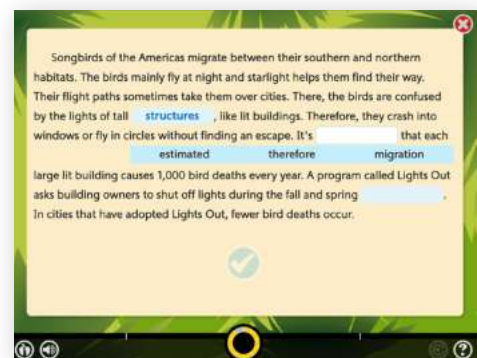 Songbirds of the Americas migrate between their southern and northern
habitats. The birds mainly fly at night and starlight helps them find their way.
Their flight paths sometimes take them over cities. There, the birds are confused
by the lights of tall structures , like lit buildings. Therefore, they crash into
windows or fly in circles without finding an escape. It's that each
estimated therefore migration
large lit building causes 1,000 bird deaths every year. A program called Lights Out
asks building owners to shut off lights during the fall and spring .
In cities that have adopted Lights Out, fewer bird deaths occur.
?